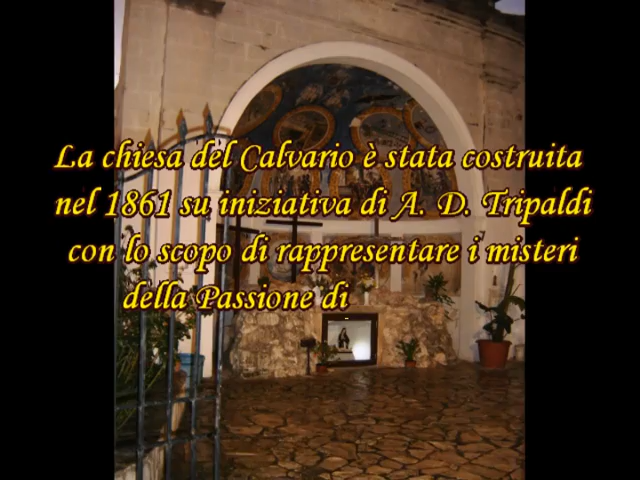 La chiesa del Calvario è stata costruita
nel 1861 su iniziativa di A. D. Tripaldi
con lo scopo di rappresentare i misteri
della Passione di